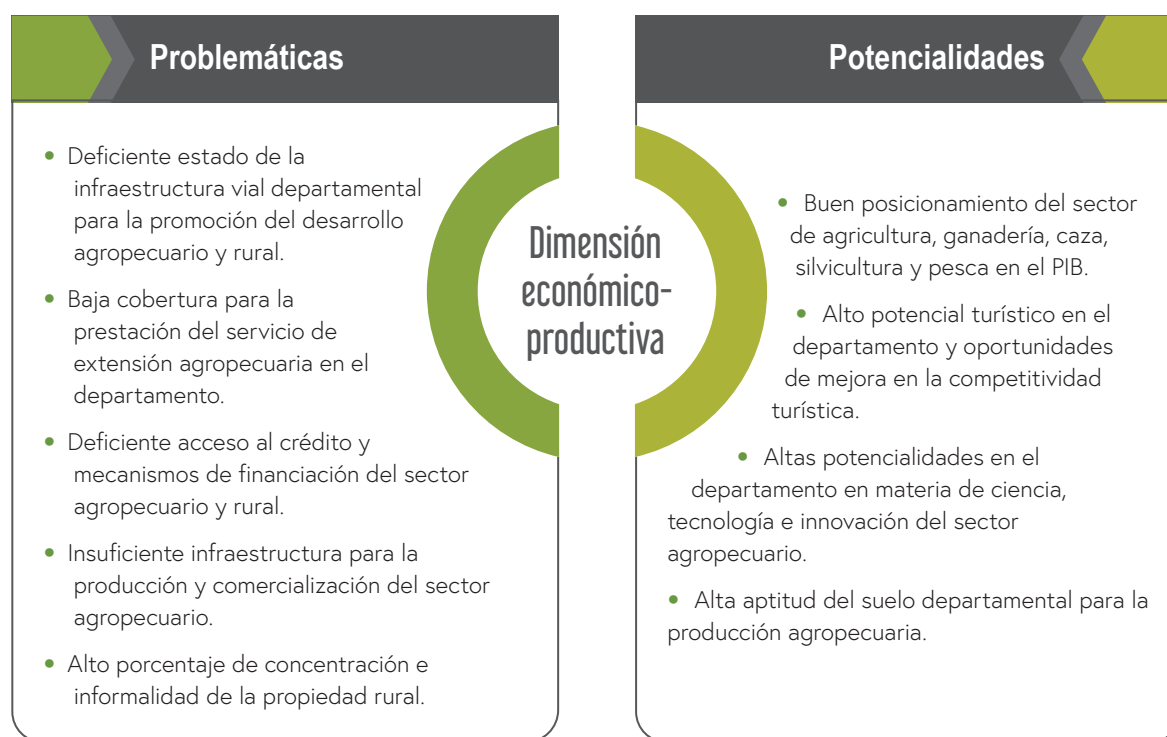 Problemáticas
• Deficiente estado de la
infraestructura vial departamental
para la promoción del desarrollo
agropecuario y rural.
• Baja cobertura para la
prestación del servicio de
extensión agropecuaria en el
departamento.
• Deficiente acceso al crédito y
mecanismos de financiación del sector
agropecuario y rural.
• Insuficiente infraestructura para la
producción y comercialización del sector
agropecuario.
• Alto porcentaje de concentración e
informalidad de la propiedad rural.
Dimensión
económico-
productiva
Potencialidades
• Buen posicionamiento del sector
de agricultura, ganadería, caza,
silvicultura y pesca en el PIB.
• Alto potencial turístico en el
departamento y oportunidades
de mejora en la competitividad
turística.
• Altas potencialidades en el
departamento en materia de ciencia,
tecnología e innovación del sector
agropecuario.
• Alta aptitud del suelo departamental para la
producción agropecuaria.